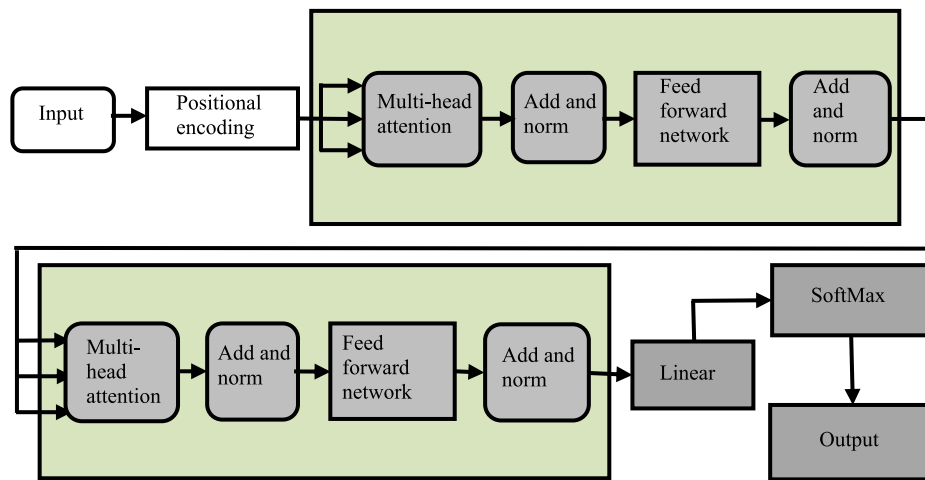 Input
Positional
encoding
Multi-head
attention
Add and
norm
Feed
forward
network
Add
and
norm
Multi-
head
attention
Add and
norm
Feed
forward
network
Add and
norm
Linear
SoftMax
Output